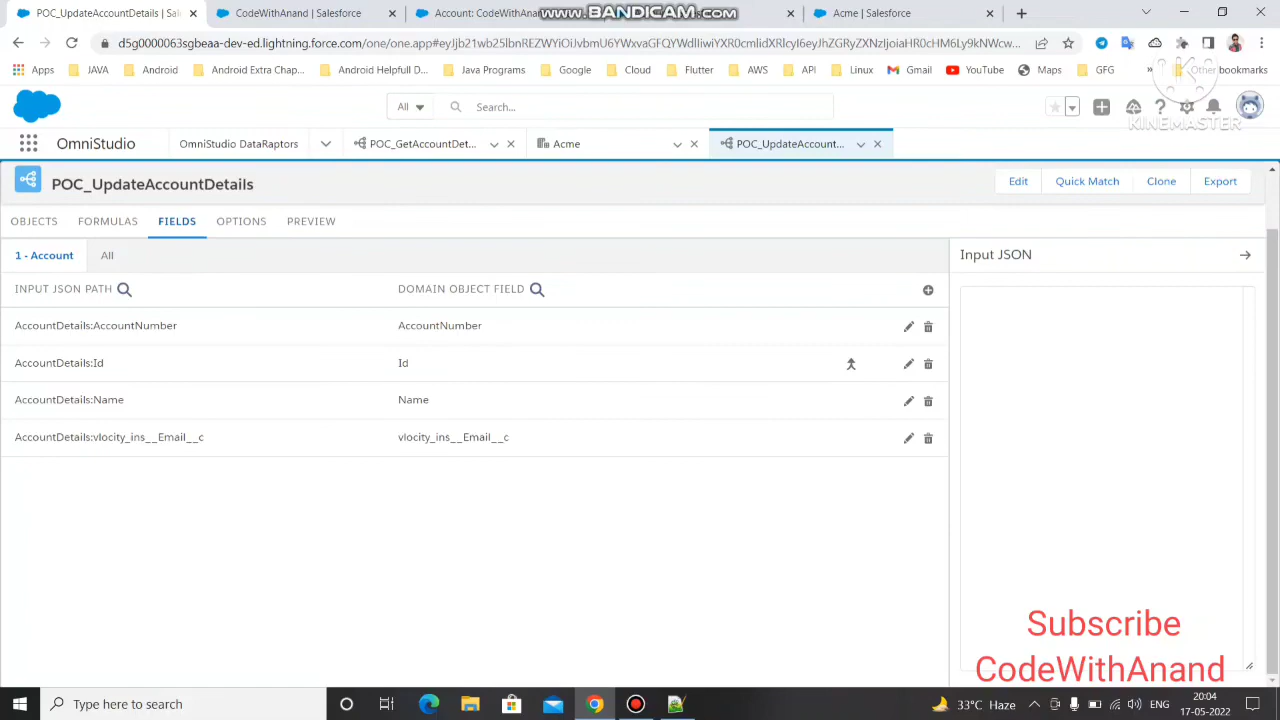 POC_UpdateAccountDetails | Sal
CodeWithAnand | Salesforce
Account: CodeWithAnand
www.BANDICAM.com
Acme | Salesforce
Apps
JAVA
Android
Android Extra Chap...
Android Helpfull D...
Java Programs
Google
Cloud
Flutter
AWS
API
Linux
Gmail
YouTube
Maps
GFG
Other bookmarks
All
Search...
KINEMASTER
OmniStudio
OmniStudio DataRaptors
POC_GetAccountDet...
Acme
POC_UpdateAccount...
POC_UpdateAccountDetails
Edit
Quick Match
Clone
Export
OBJECTS
FORMULAS
FIELDS
OPTIONS
PREVIEW
1 - Account
All
Input JSON
INPUT JSON PATH
DOMAIN OBJECT FIELD
AccountDetails:AccountNumber
AccountNumber
AccountDetails:Id
Id
AccountDetails:Name
Name
AccountDetails:vlocity_ins__Email__c
vlocity_ins__Email__c
Subscribe
CodeWithAnand
Type here to search
33°C Haze
ENG
20:04
17-05-2022